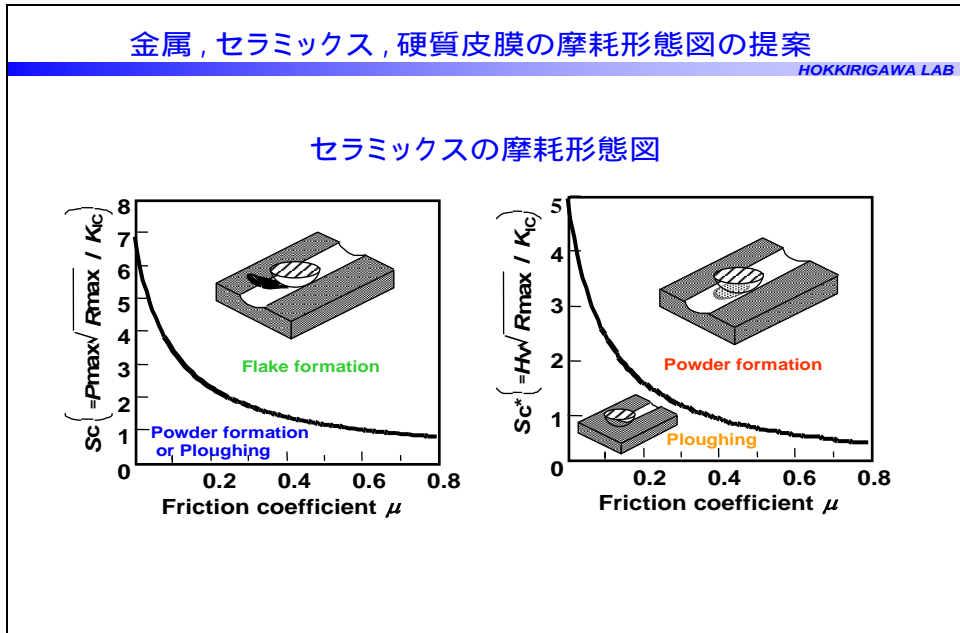 金属,セラミックス,硬質皮膜の摩耗形態図の提案
HOKKIRIGAWA LAB
セラミックスの摩耗形態図
Sc (=Pmax√Rmax / KIC)
8
7
6
5
4
3
2
1
0
Flake formation
Powder formation
or Ploughing
0.2
0.4
0.6
0.8
Friction coefficient μ
Sc* (=Hv√Rmax / KIC)
5
4
3
2
1
0
Powder formation
Ploughing
0.2
0.4
0.6
0.8
Friction coefficient μ